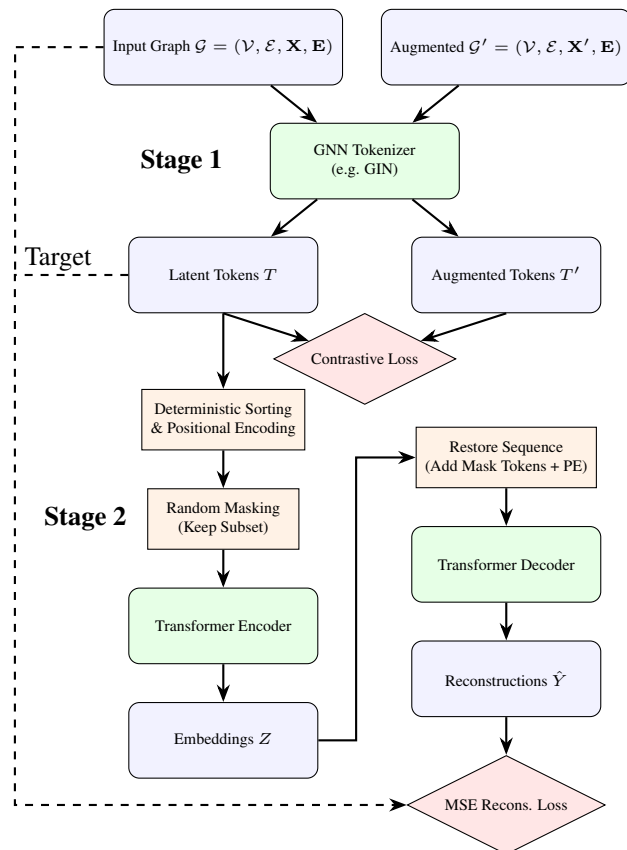 Input Graph 𝒢 = (𝒱, ℰ, 𝐗, 𝐄)
Augmented 𝒢′ = (𝒱, ℰ, 𝐗′, 𝐄)
Stage 1
GNN Tokenizer
(e.g. GIN)
Target
Latent Tokens T
Augmented Tokens T′
Contrastive Loss
Deterministic Sorting
& Positional Encoding
Restore Sequence
(Add Mask Tokens + PE)
Stage 2
Random Masking
(Keep Subset)
Transformer Decoder
Transformer Encoder
Reconstructions Ŷ
Embeddings Z
MSE Recons. Loss